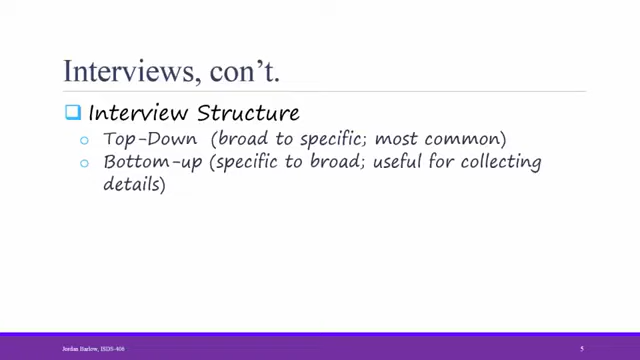 Interviews, con't.
Interview Structure
Top-Down (broad to specific; most common)
Bottom-up (specific to broad; useful for collecting
details)
Jordan Harlow, ISDS-406
5